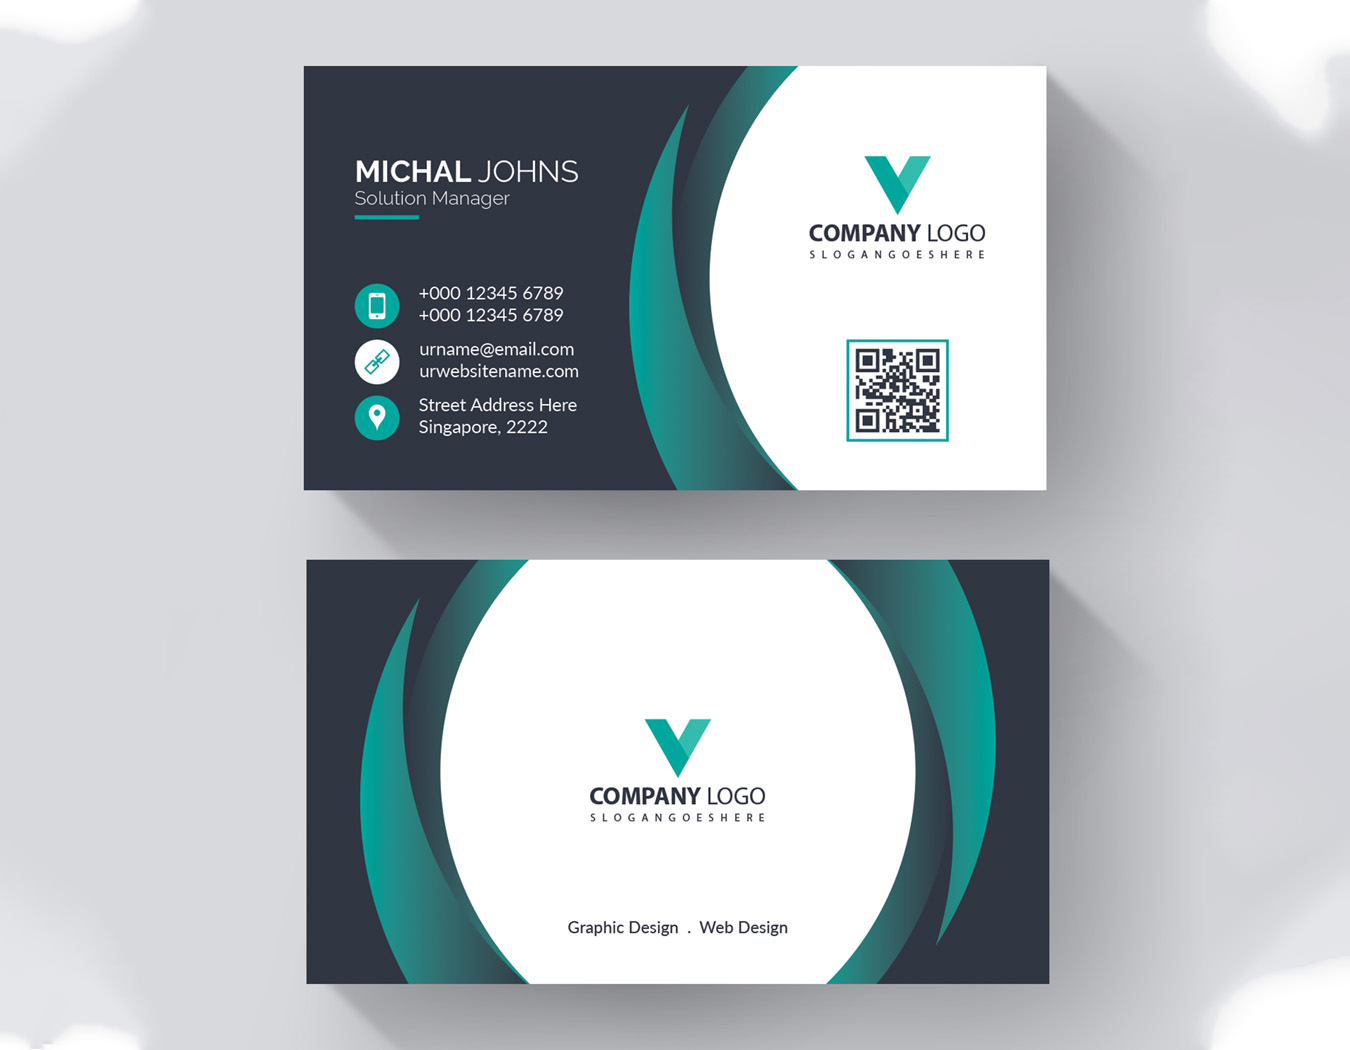 MICHAL JOHNS
Solution Manager
+000 12345 6789
+000 12345 6789
urname@email.com
urwebsitename.com
Street Address Here
Singapore, 2222
COMPANY LOGO
SLOGANGOESHERE
COMPANY LOGO
SLOGANGOESHERE
Graphic Design . Web Design